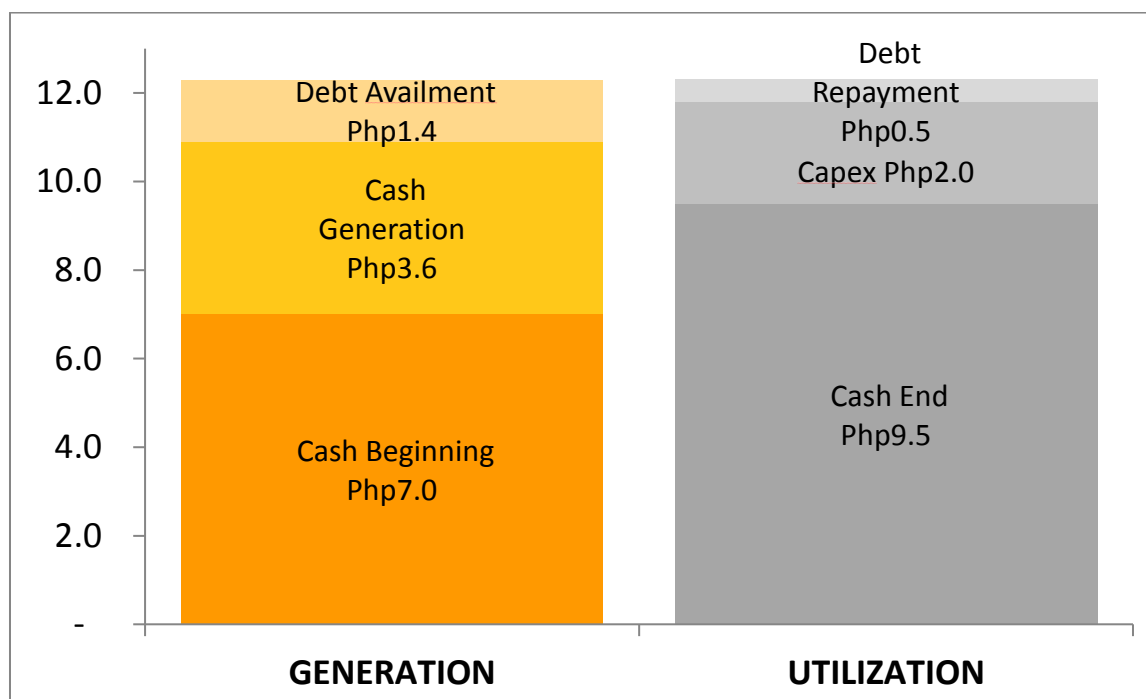 12.0
10.0
8.0
6.0
4.0
2.0
-
Debt Availment
Php1.4
Cash
Generation
Php3.6
Cash Beginning
Php7.0
Debt
Repayment
Php0.5
Capex Php2.0
Cash End
Php9.5
GENERATION
UTILIZATION